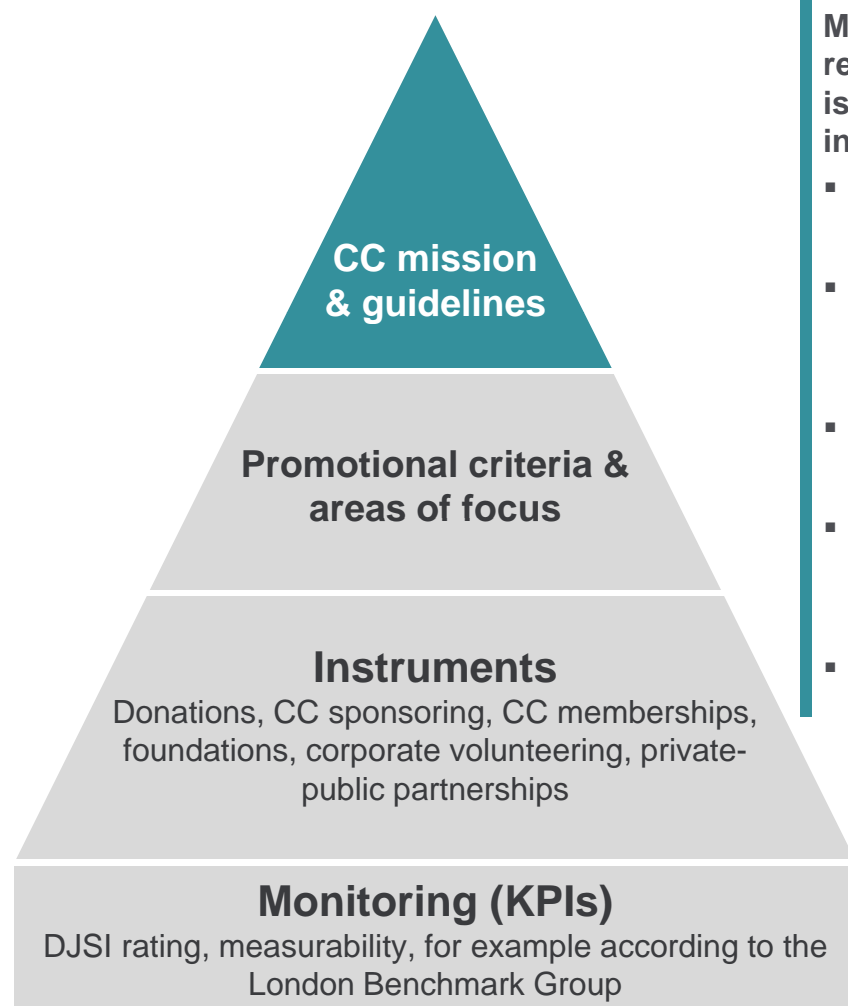 CC mission
& guidelines
Promotional criteria &
areas of focus
Instruments
Donations, CC sponsoring, CC memberships,
foundations, corporate volunteering, private-
public partnerships
Monitoring (KPIs)
DJSI rating, measurability, for example according to the
London Benchmark Group